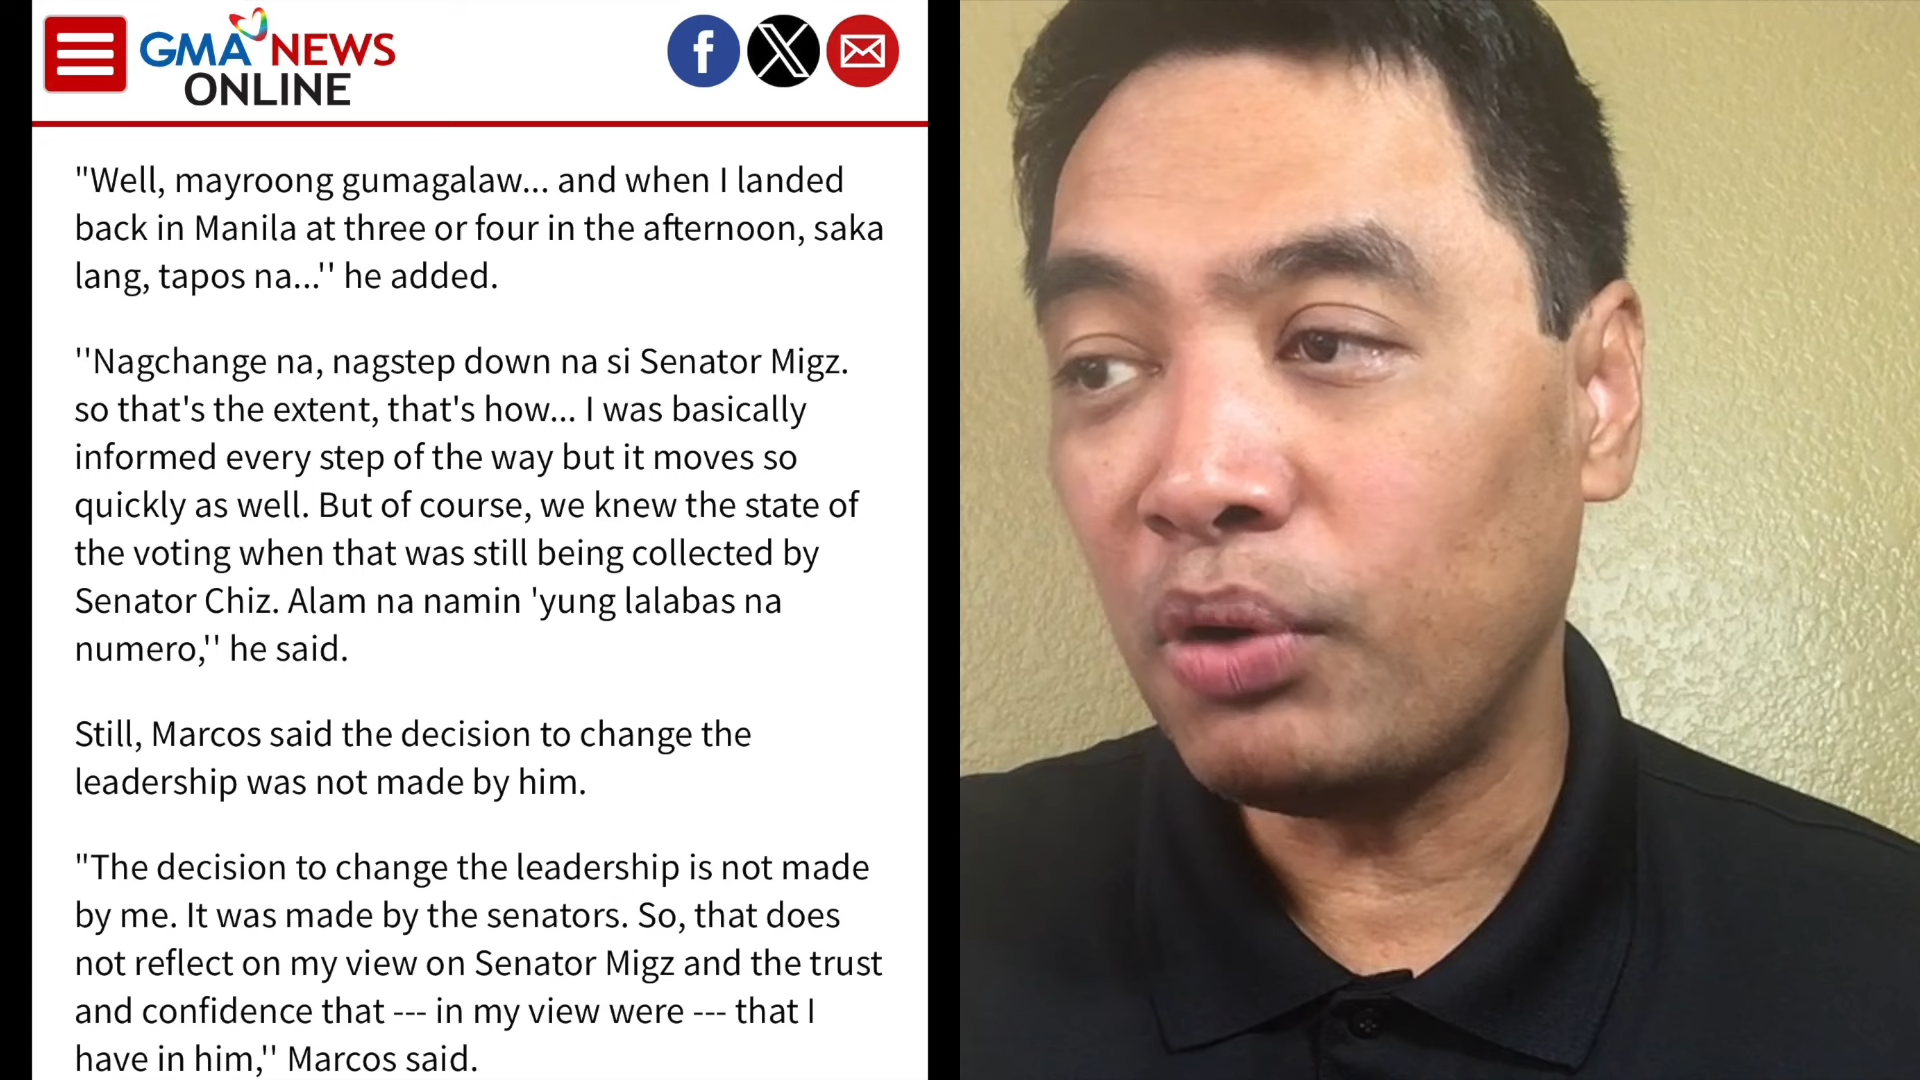 GMA NEWS
ONLINE
"Well, mayroong gumagalaw... and when I landed
back in Manila at three or four in the afternoon, saka
lang, tapos na...'' he added.
''Nagchange na, nagstep down na si Senator Migz.
so that's the extent, that's how... I was basically
informed every step of the way but it moves so
quickly as well. But of course, we knew the state of
the voting when that was still being collected by
Senator Chiz. Alam na namin 'yung lalabas na
numero,'' he said.
Still, Marcos said the decision to change the
leadership was not made by him.
"The decision to change the leadership is not made
by me. It was made by the senators. So, that does
not reflect on my view on Senator Migz and the trust
and confidence that --- in my view were --- that I
have in him,'' Marcos said.